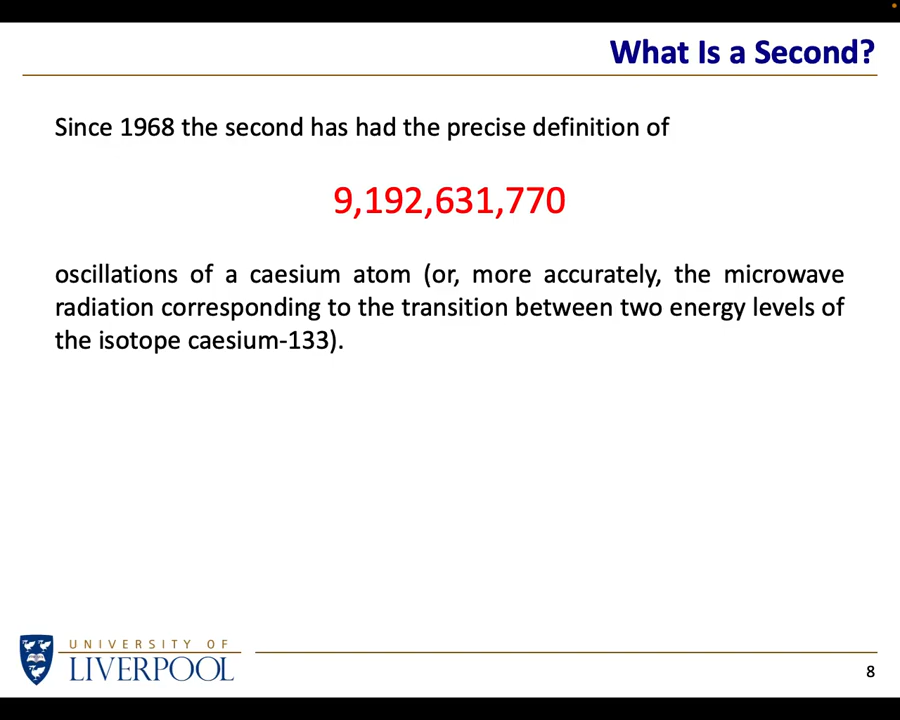 What Is a Second?
Since 1968 the second has had the precise definition of
9,192,631,770
oscillations of a caesium atom (or, more accurately, the microwave
radiation corresponding to the transition between two energy levels of
the isotope caesium-133).
UNIVERSITY OF
LIVERPOOL
8